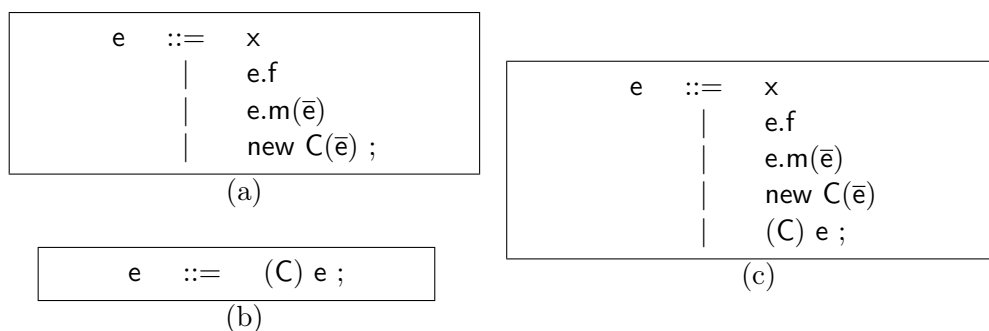 e ::= x
| e.f
| e.m(e̅)
| new C(e̅) ;
(a)
e ::= (C) e ;
(b)
e ::= x
| e.f
| e.m(e̅)
| new C(e̅)
| (C) e ;
(c)